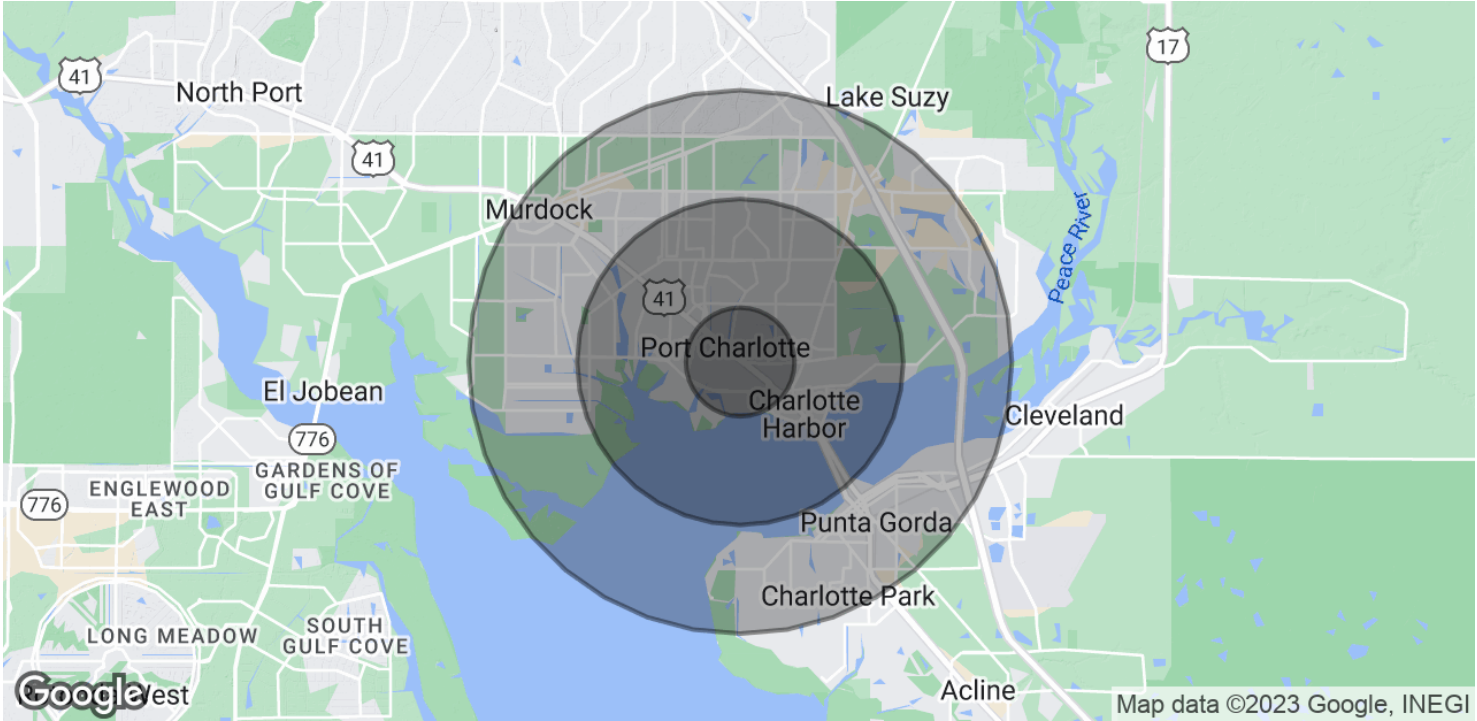 41
North Port
41
17
Lake Suzy
Murdock
Peace River
41
Port Charlotte
El Jobean
Charlotte
Harbor
Cleveland
776
GARDENS OF
GULF COVE
ENGLEWOOD
EAST
776
Punta Gorda
Charlotte Park
LONG MEADOW
SOUTH
GULF COVE
West
Google
Acline
Map data ©2023 Google, INEGI